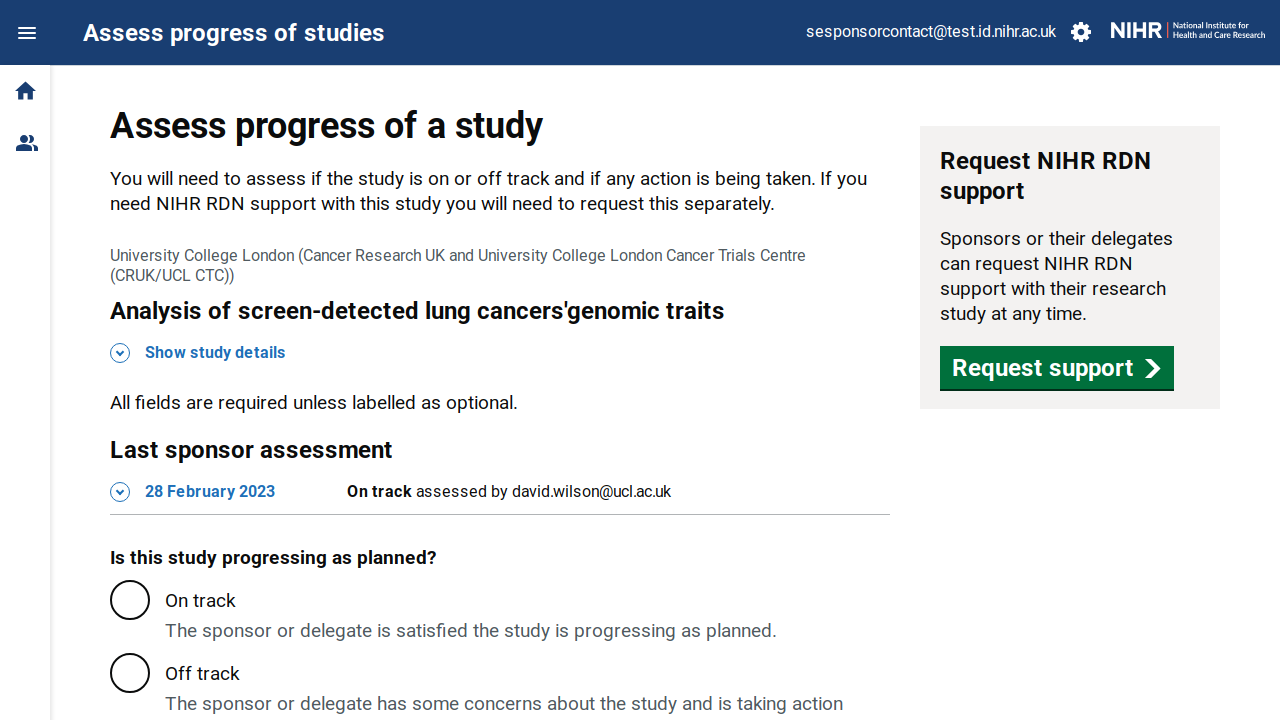 Assess progress of studies
sesponsorcontact@test.id.nihr.ac.uk
NIHR | National Institute for
Health and Care Research
Assess progress of a study
You will need to assess if the study is on or off track and if any action is being taken. If you
need NIHR RDN support with this study you will need to request this separately.
University College London (Cancer Research UK and University College London Cancer Trials Centre
(CRUK/UCL CTC))
Analysis of screen-detected lung cancers'genomic traits
Show study details
All fields are required unless labelled as optional.
Last sponsor assessment
28 February 2023 On track assessed by david.wilson@ucl.ac.uk
Is this study progressing as planned?
On track
The sponsor or delegate is satisfied the study is progressing as planned.
Off track
The sponsor or delegate has some concerns about the study and is taking action
Request NIHR RDN
support
Sponsors or their delegates
can request NIHR RDN
support with their research
study at any time.
Request support